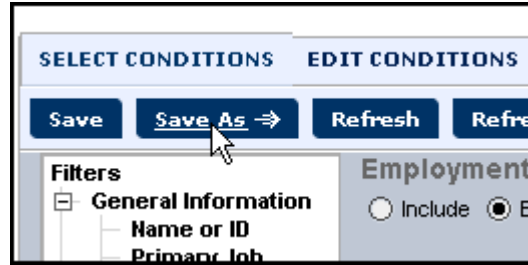 SELECT CONDITIONS EDIT CONDITIONS
Save Save As Refresh
Filters
Employment
General Information
Include
Name or ID
Primary Job